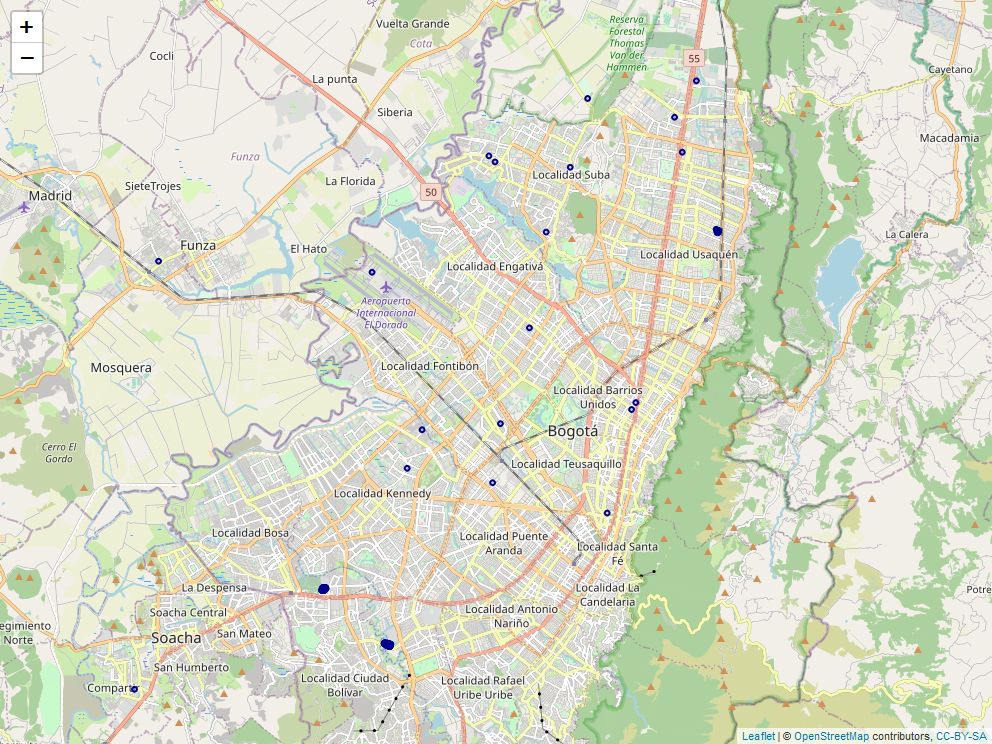 +
−
Vuelta Grande
Cota
Cocli
La punta
Siberia
Reserva
Forestal
Thomas
Van der
Hammen
55
Cayetano
Macadamia
Funza
SieteTrojes
La Florida
50
Localidad Suba
Madrid
Funza
El Hato
La Calera
Localidad Usaquén
Localidad Engativá
Aeropuerto
Internacional
El Dorado
Mosquera
Localidad Fontibón
Localidad Barrios
Unidos
Bogotá
Cerro El
Gordo
Localidad Teusaquillo
Localidad Kennedy
Localidad Bosa
Localidad Puente
Aranda
Localidad Santa
Fé
La Despensa
Localidad La
Candelaria
Potre
Soacha Central
Localidad Antonio
Nariño
egimiento
Norte
Soacha
San Mateo
San Humberto
Localidad Ciudad
Bolívar
Localidad Rafael
Uribe Uribe
Compart
Leaflet | © OpenStreetMap contributors, CC-BY-SA